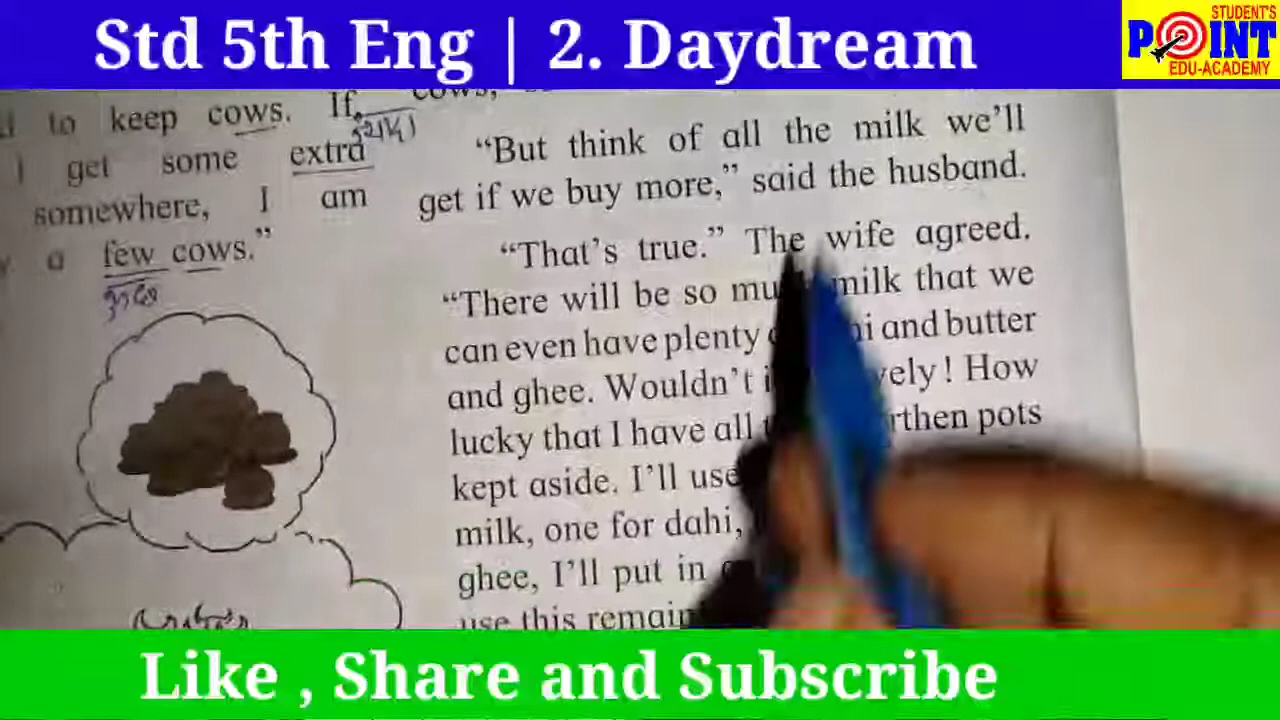 Std 5th Eng | 2. Daydream
STUDENT'S
POINT
EDU-ACADEMY
to keep cows. If,
I get some extra
somewhere, I am
a few cows.”
“But think of all the milk we’ll
get if we buy more,” said the husband.
“That’s true.” The wife agreed.
“There will be so milk that we
can even have plenty and butter
and ghee. Wouldn’t ! How
lucky that I have all pots
kept aside. I’ll use
milk, one for dahi,
ghee, I’ll put in
use this
Like , Share and Subscribe